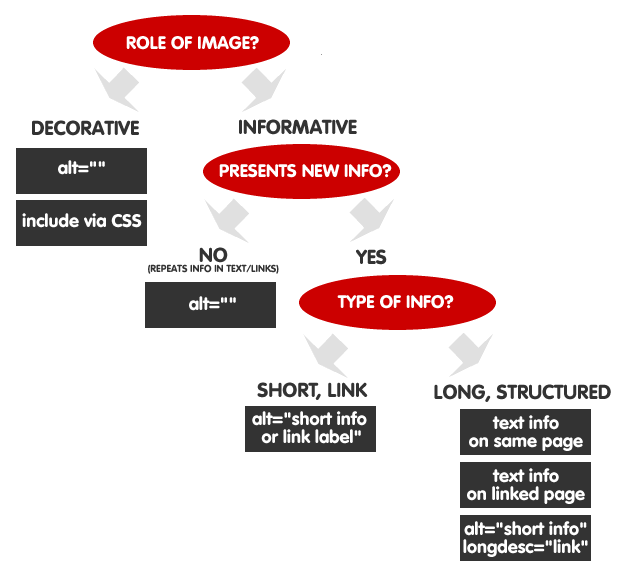 ROLE OF IMAGE?
DECORATIVE
INFORMATIVE
alt=""
include via CSS
PRESENTS NEW INFO?
NO
(REPEATS INFO IN TEXT/LINKS)
YES
alt=""
TYPE OF INFO?
SHORT, LINK
LONG, STRUCTURED
alt="short info
or link label"
text info
on same page
text info
on linked page
alt="short info"
longdesc="link"